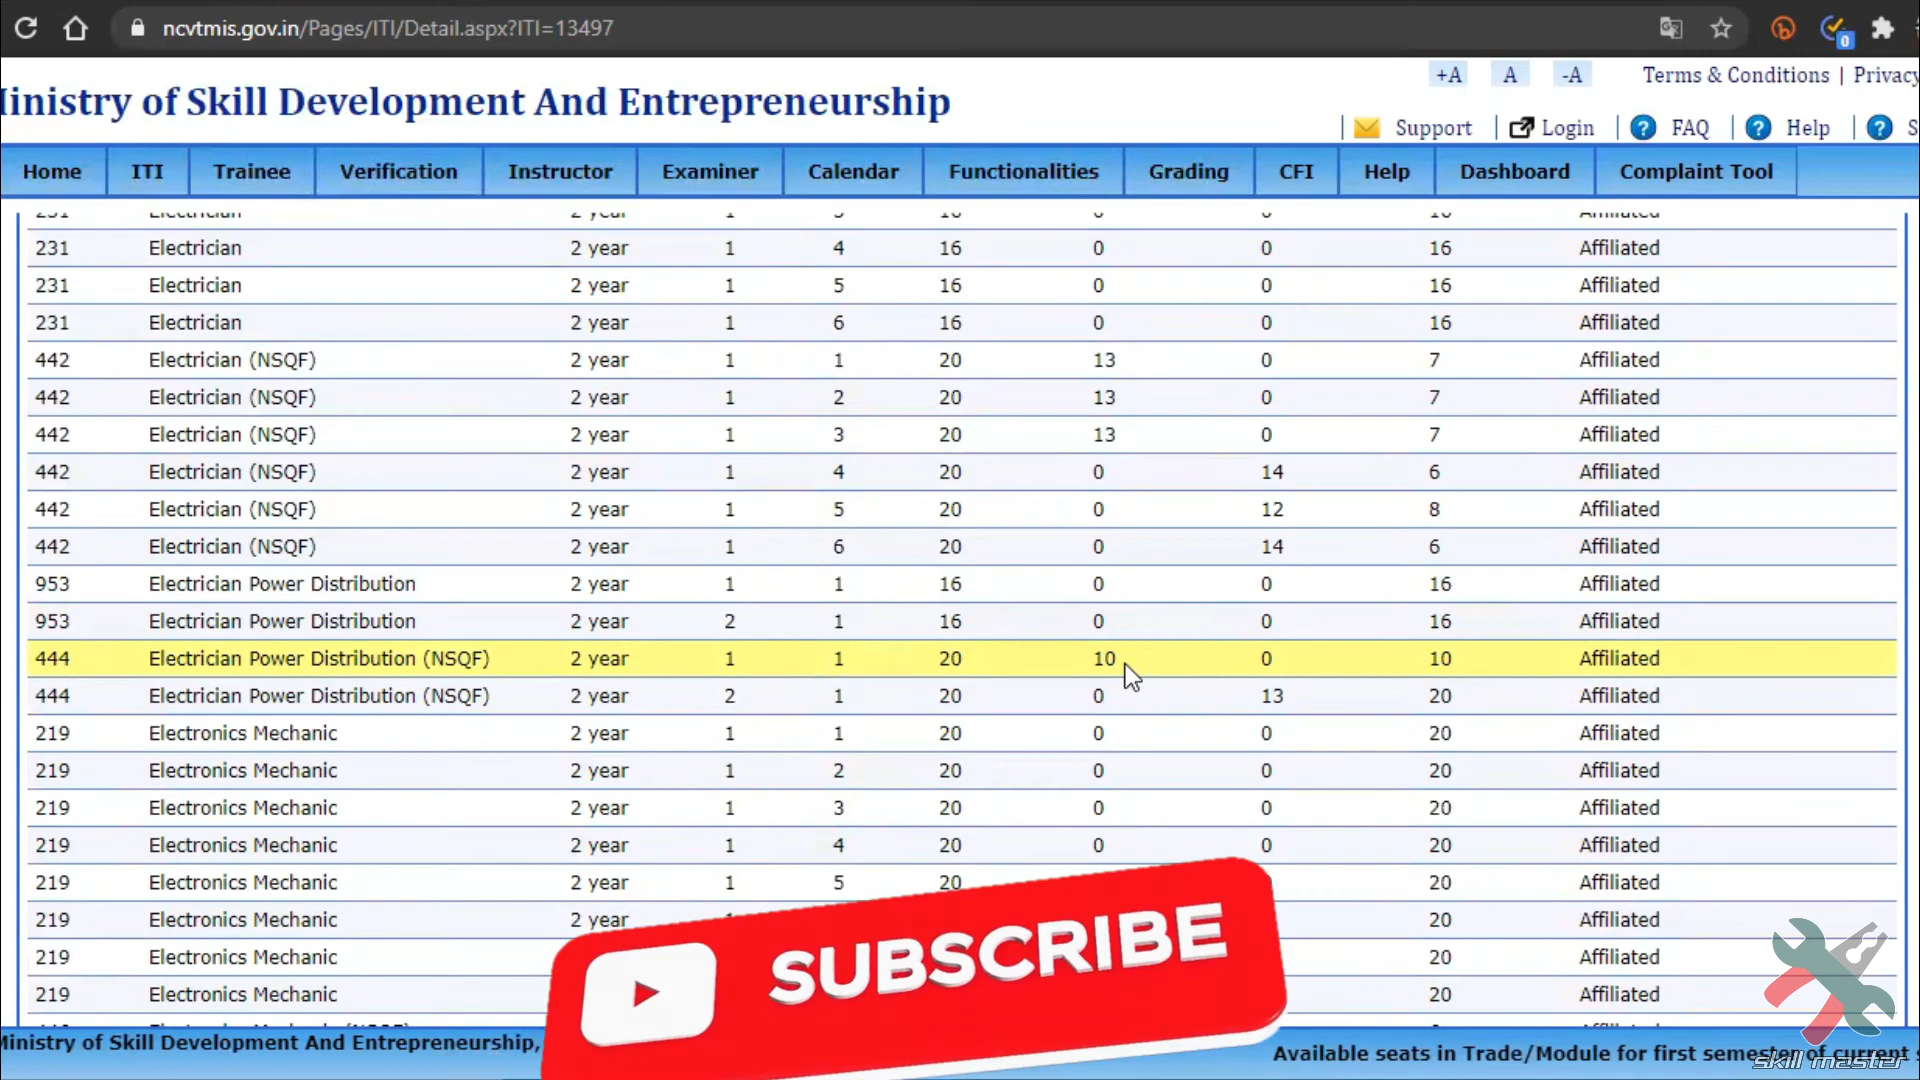 ncvtmis.gov.in/Pages/ITI/Detail.aspx?ITI=13497
0
+A A -A Terms & Conditions | Privacy
inistry of Skill Development And Entrepreneurship
Support Login FAQ Help S
Home ITI Trainee Verification Instructor Examiner Calendar Functionalities Grading CFI Help Dashboard Complaint Tool
231 Electrician 2 year 1 4 16 0 0 16 Affiliated
231 Electrician 2 year 1 5 16 0 0 16 Affiliated
231 Electrician 2 year 1 6 16 0 0 16 Affiliated
442 Electrician (NSQF) 2 year 1 1 20 13 0 7 Affiliated
442 Electrician (NSQF) 2 year 1 2 20 13 0 7 Affiliated
442 Electrician (NSQF) 2 year 1 3 20 13 0 7 Affiliated
442 Electrician (NSQF) 2 year 1 4 20 0 14 6 Affiliated
442 Electrician (NSQF) 2 year 1 5 20 0 12 8 Affiliated
442 Electrician (NSQF) 2 year 1 6 20 0 14 6 Affiliated
953 Electrician Power Distribution 2 year 1 1 16 0 0 16 Affiliated
953 Electrician Power Distribution 2 year 2 1 16 0 0 16 Affiliated
444 Electrician Power Distribution (NSQF) 2 year 1 1 20 10 0 10 Affiliated
444 Electrician Power Distribution (NSQF) 2 year 2 1 20 0 13 20 Affiliated
219 Electronics Mechanic 2 year 1 1 20 0 0 20 Affiliated
219 Electronics Mechanic 2 year 1 2 20 0 0 20 Affiliated
219 Electronics Mechanic 2 year 1 3 20 0 0 20 Affiliated
219 Electronics Mechanic 2 year 1 4 20 0 0 20 Affiliated
219 Electronics Mechanic 2 year 1 5 20 20 Affiliated
219 Electronics Mechanic 2 year 20 Affiliated
219 Electronics Mechanic 20 Affiliated
219 Electronics Mechanic 20 Affiliated
SUBSCRIBE
Ministry of Skill Development And Entrepreneurship,
Available seats in Trade/Module for first semester of current s
skill master